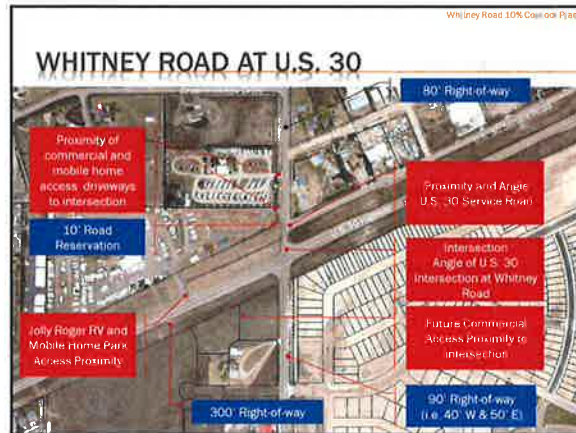 Whitney Road 10%
WHITNEY ROAD AT U.S. 30
80' Right-of-way
Proximity of
commercial and
mobile home
access driveways
to intersection
Proximity and Angle
U.S. 30 Service Road
10' Road
Reservation
Intersection
Angle of U.S. 30
Intersection at Whitney
Road
Jolly Roger RV and
Mobile Home Park
Access Proximity
Future Commercial
Access Proximity to
Intersection
300' Right-of-way
90' Right-of-way
(i.e. 40' W & 50' E)